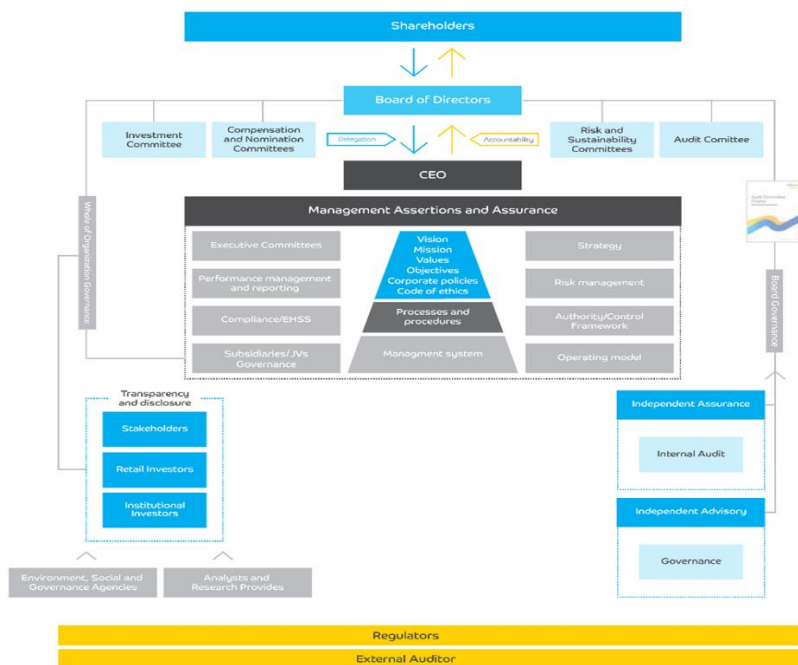 Shareholders
Board of Directors
Investment
Committee
Compensation
and Nomination
Committees
Delegation
Accountability
Risk and
Sustainability
Committees
Audit Comittee
CEO
Management Assertions and Assurance
Executive Committees
Performance management
and reporting
Compliance/EHSS
Subsidiaries/JVs
Governance
Vision
Mission
Values
Objectives
Corporate policies
Code of ethics
Processes and
procedures
Managment system
Strategy
Risk management
Authority/Control
Framework
Operating model
Whole of Organization Governance
Board Governance
Transparency
and disclosure
Stakeholders
Retail Investors
Institutional
Investors
Environment, Social and
Governance Agencies
Analysts and
Research Provides
Independent Assurance
Internal Audit
Independent Advisory
Governance
Regulators
External Auditor